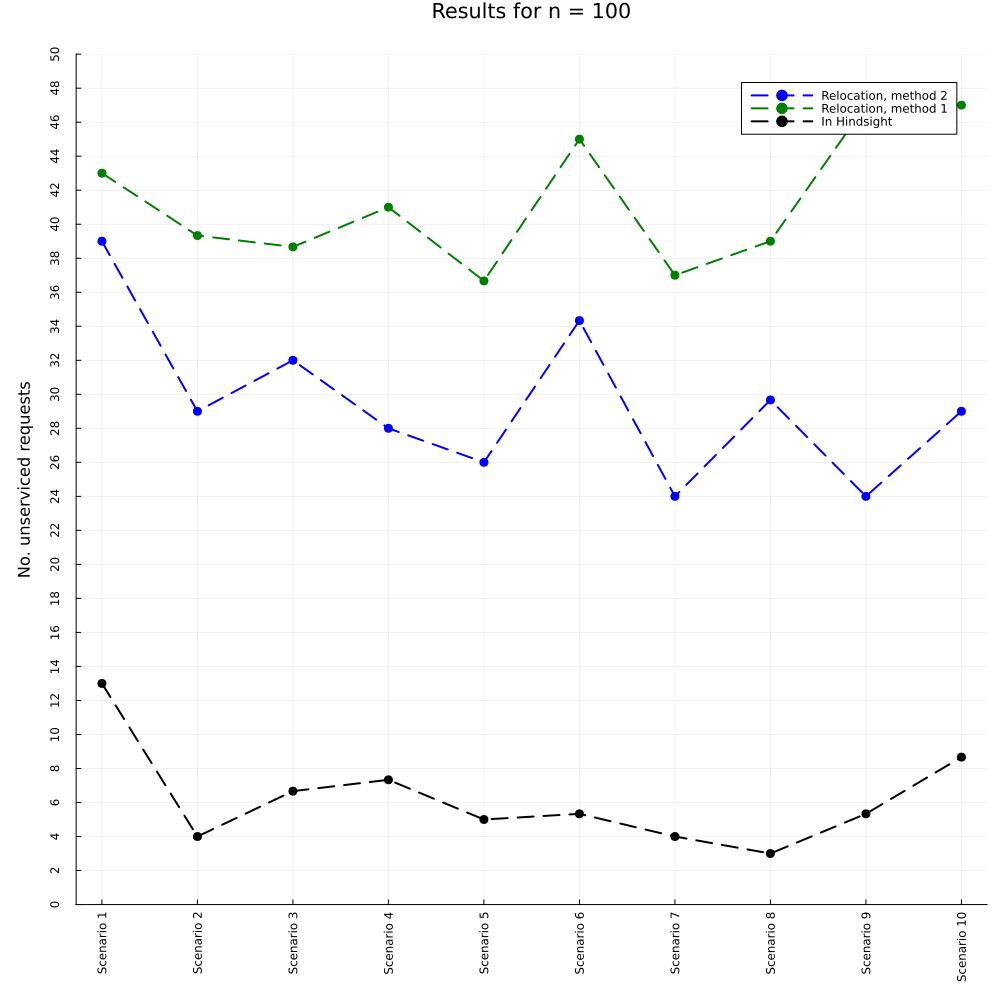 Results for n = 100
Relocation, method 2
Relocation, method 1
In Hindsight
No. unserviced requests
50
48
46
44
42
40
38
36
34
32
30
28
26
24
22
20
18
16
14
12
10
8
6
4
2
0
Scenario 1
Scenario 2
Scenario 3
Scenario 4
Scenario 5
Scenario 6
Scenario 7
Scenario 8
Scenario 9
Scenario 10